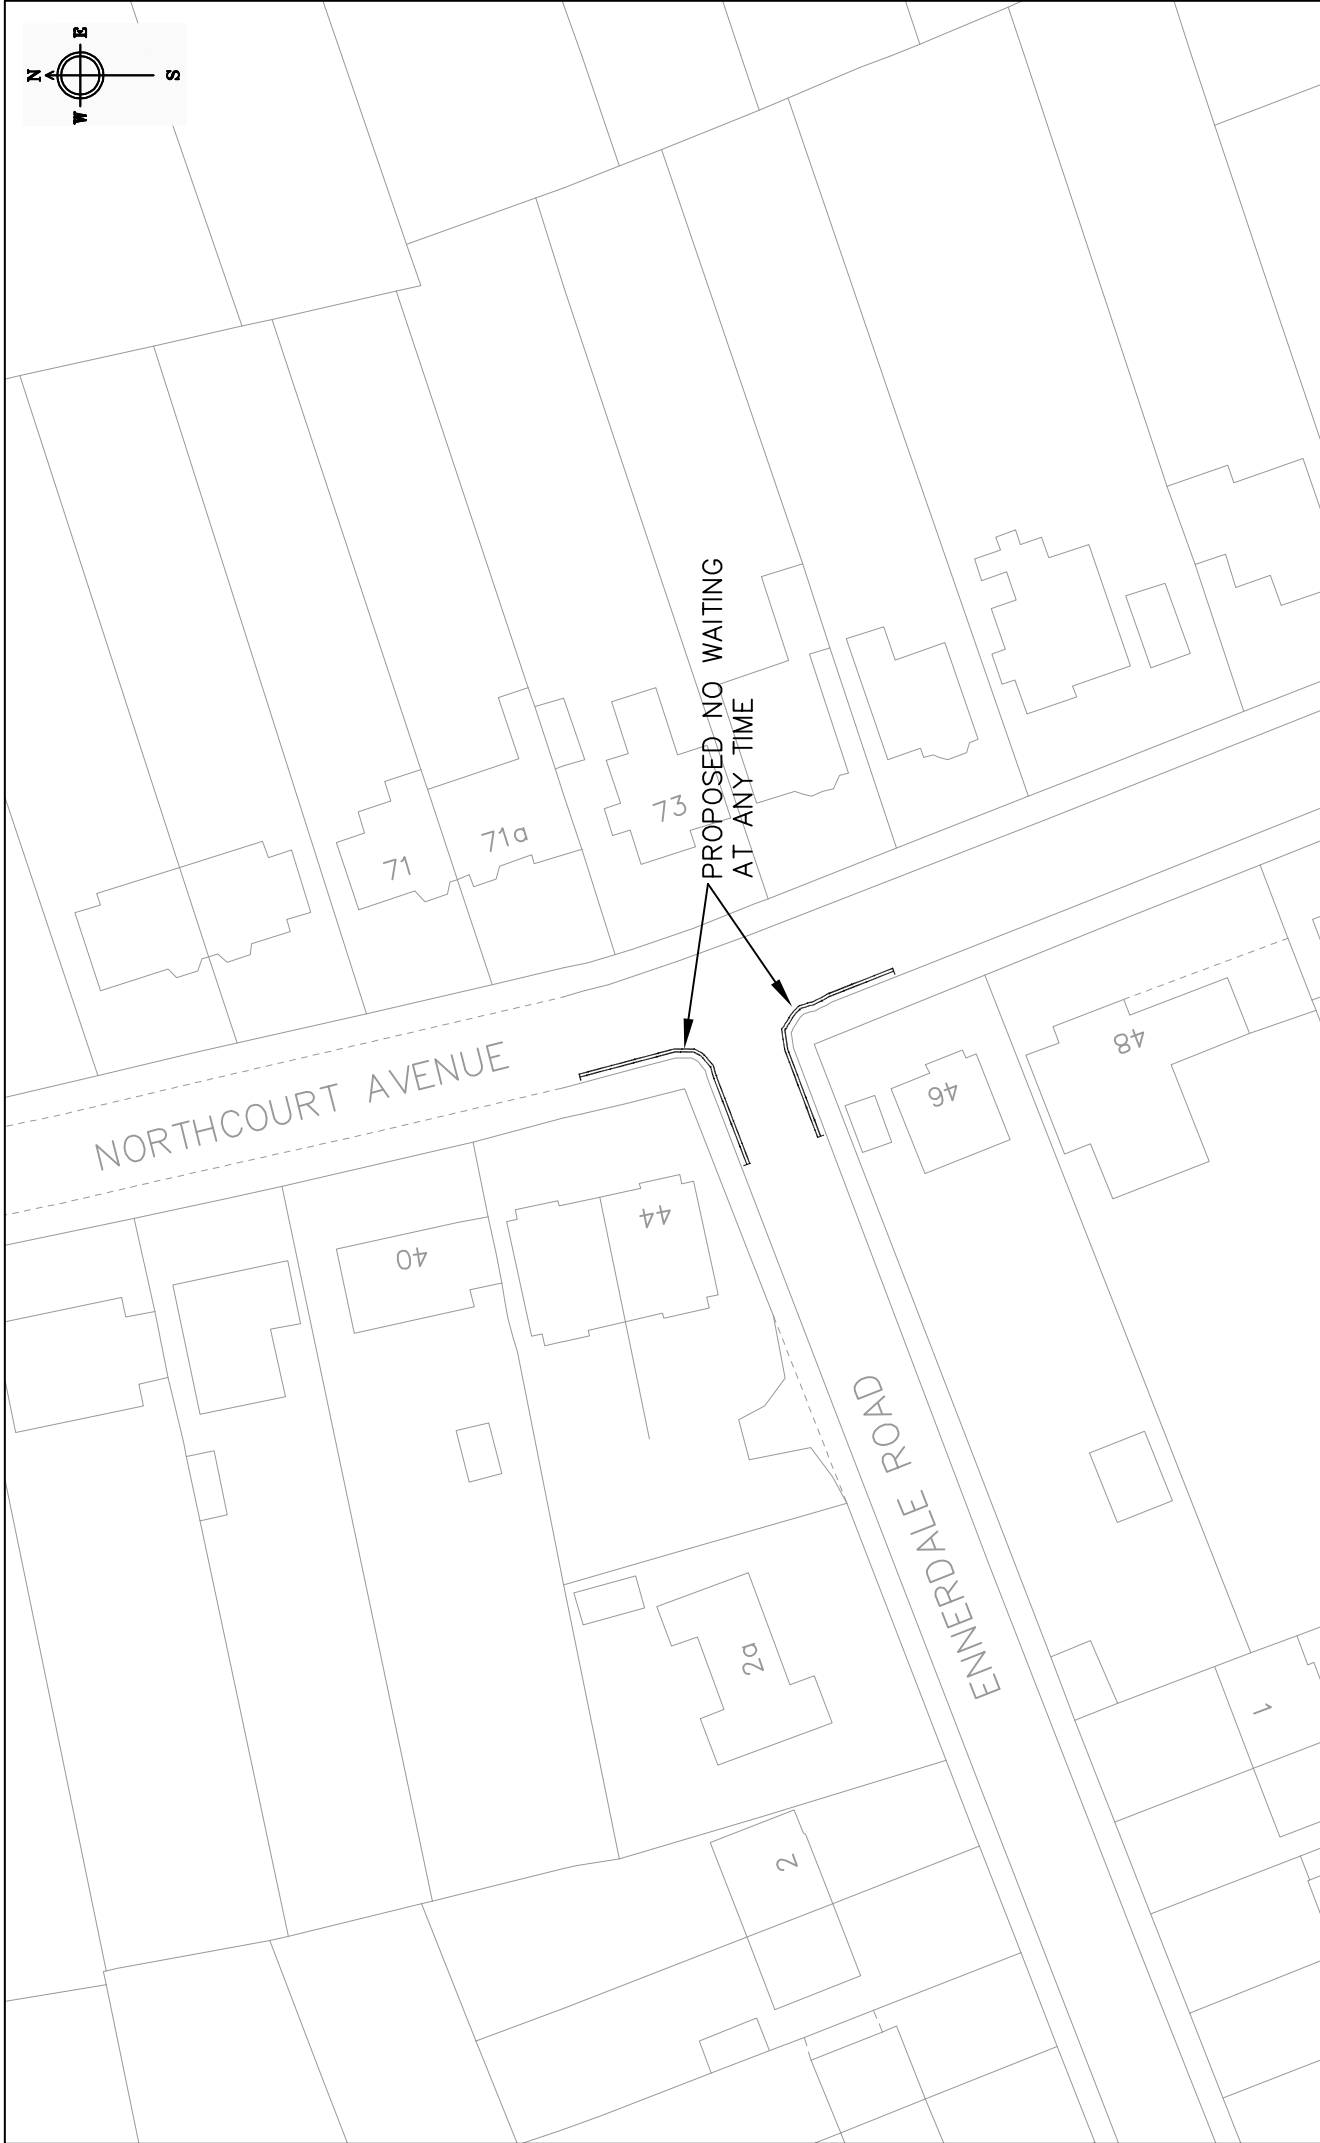 N
W E
S
71
71a
73
PROPOSED NO WAITING
AT ANY TIME
NORTHCOURT AVENUE
40
44
46
48
ENNERDALE ROAD
2a
2
1